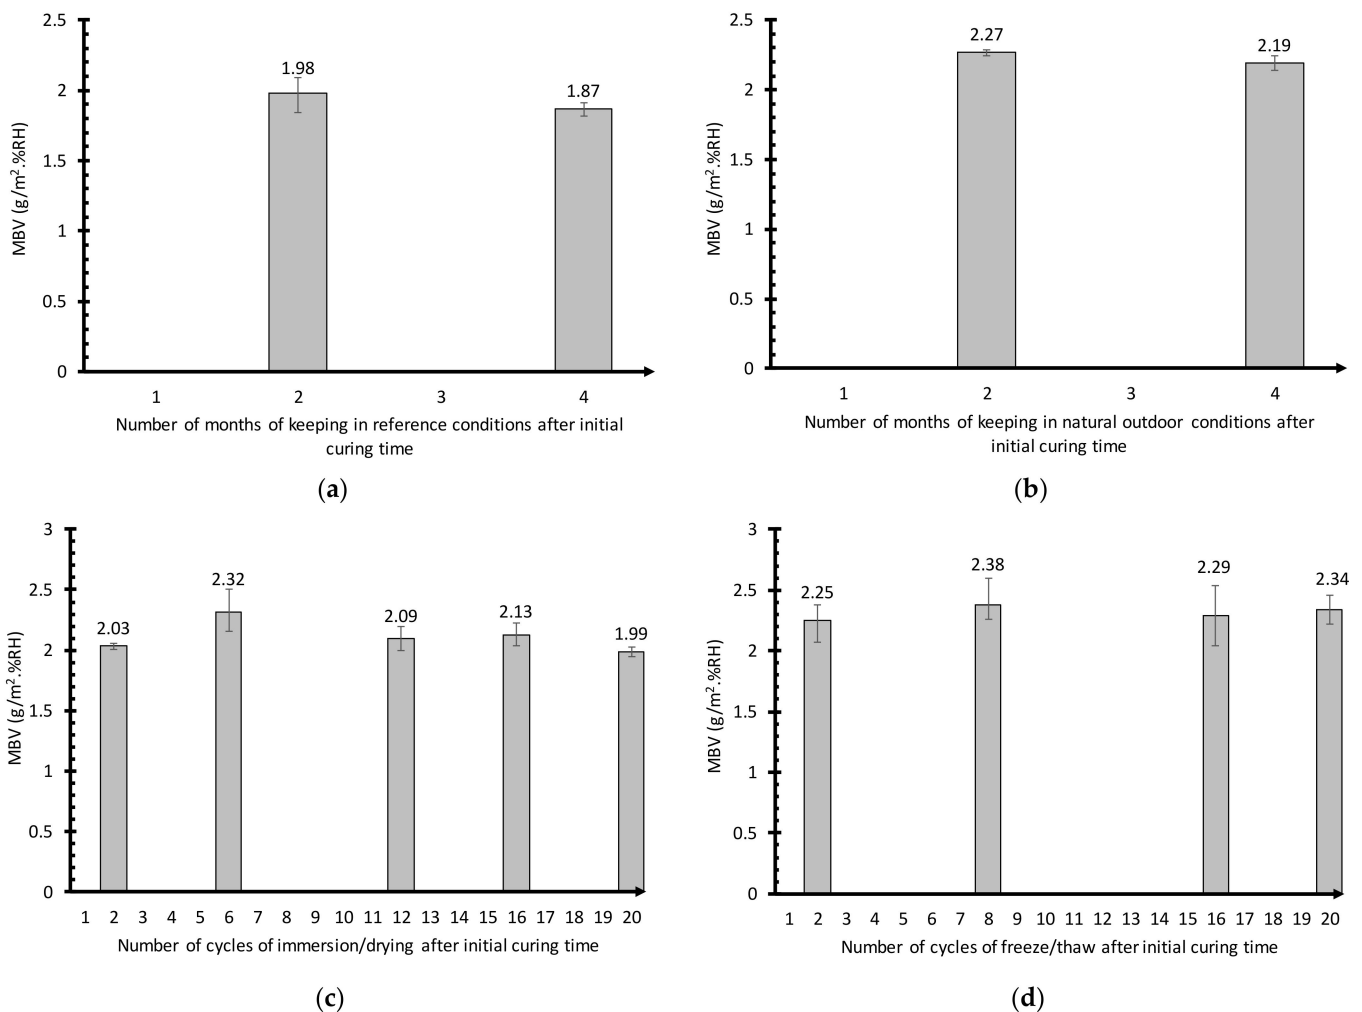 2.5
2
1.5
1
0.5
0
MBV (g/m².%RH)
1.98
1.87
1 2 3 4
Number of months of keeping in reference conditions after initial
curing time
(a)
2.5
2
1.5
1
0.5
0
MBV (g/m².%RH)
2.27
2.19
1 2 3 4
Number of months of keeping in natural outdoor conditions after
initial curing time
(b)
3
2.5
2
1.5
1
0.5
0
MBV (g/m².%RH)
2.03
2.32
2.09
2.13
1.99
1 2 3 4 5 6 7 8 9 10 11 12 13 14 15 16 17 18 19 20
Number of cycles of immersion/drying after initial curing time
(c)
3
2.5
2
1.5
1
0.5
0
MBV (g/m².%RH)
2.25
2.38
2.29
2.34
1 2 3 4 5 6 7 8 9 10 11 12 13 14 15 16 17 18 19 20
Number of cycles of freeze/thaw after initial curing time
(d)